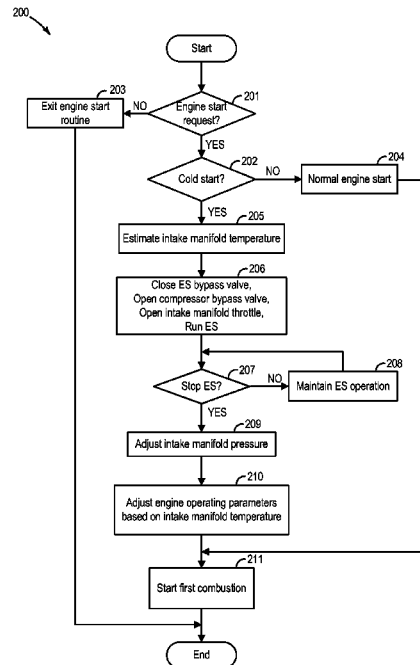 200
Start
203
Exit engine start
routine
NO
201
Engine start
request?
YES
202
Cold start?
NO
204
Normal engine start
YES
205
Estimate intake manifold temperature
206
Close ES bypass valve,
Open compressor bypass valve,
Open intake manifold throttle,
Run ES
207
Stop ES?
NO
208
Maintain ES operation
YES
209
Adjust intake manifold pressure
210
Adjust engine operating parameters
based on intake manifold temperature
211
Start first combustion
End